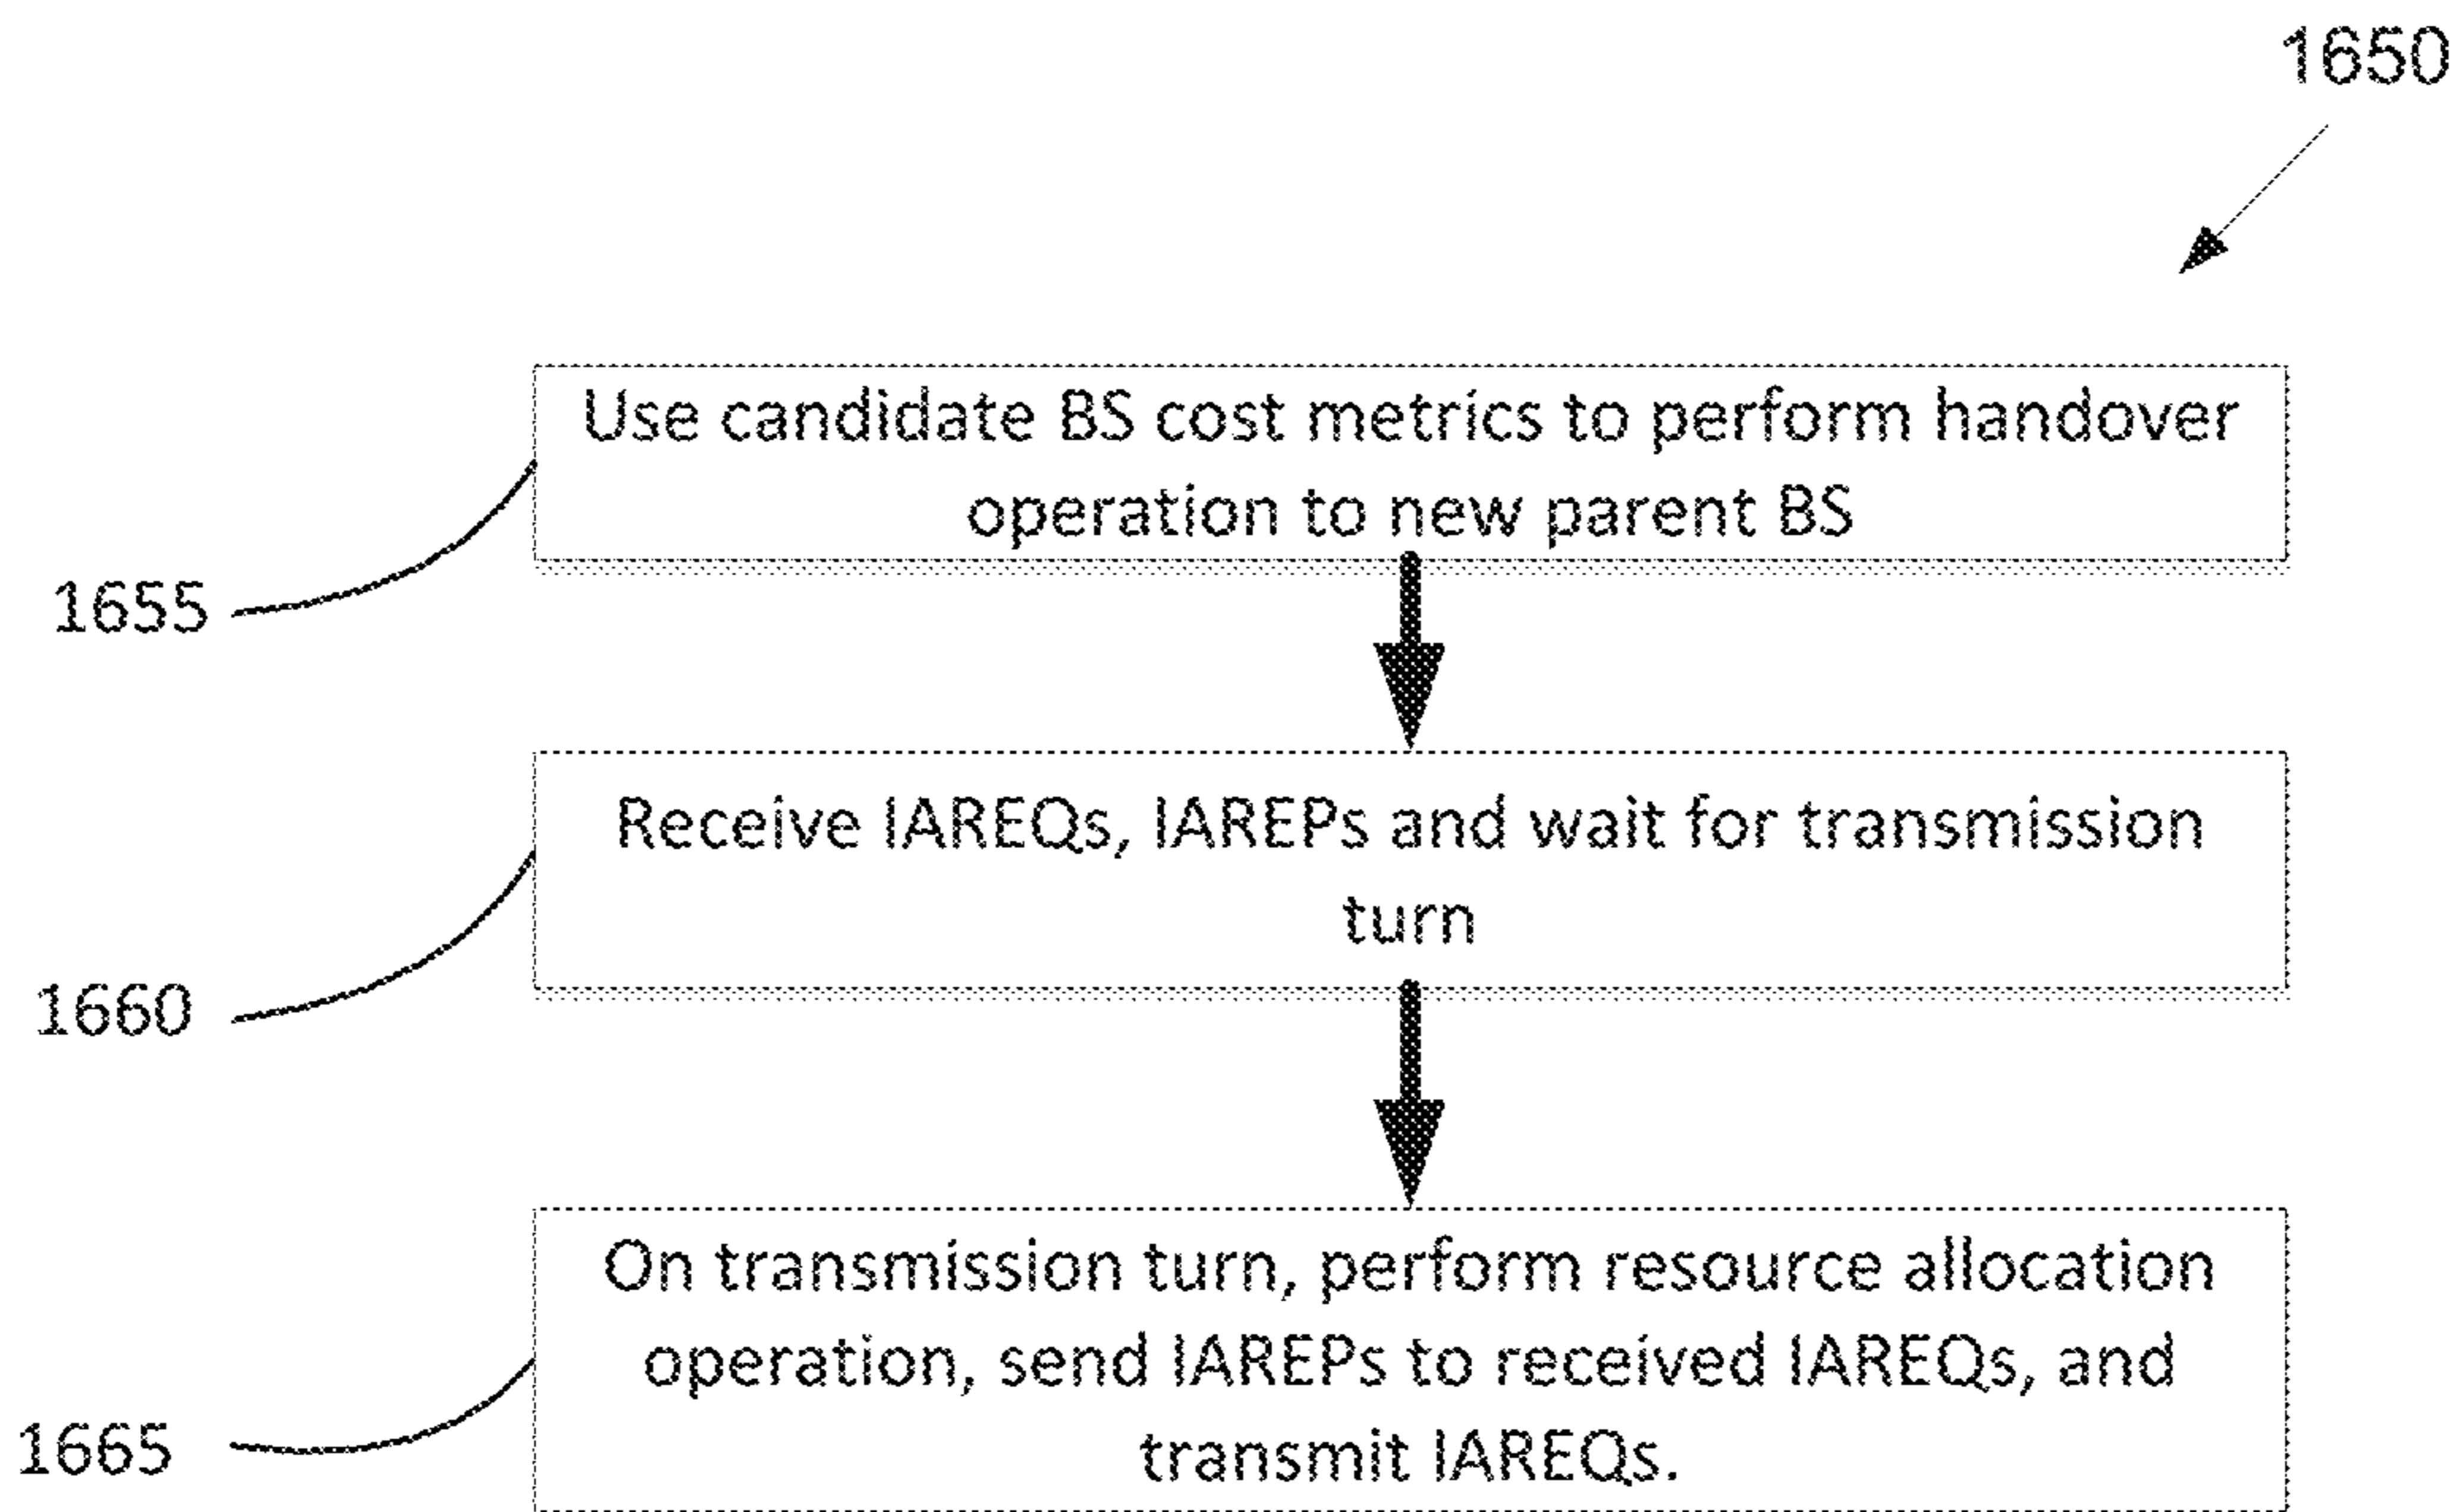 1650
Use candidate BS cost metrics to perform handover
operation to new parent BS
1655
Receive IAREQs, IAREPs and wait for transmission
turn
1660
On transmission turn, perform resource allocation
operation, send IAREPs to received IAREQs, and
transmit IAREQs.
1665